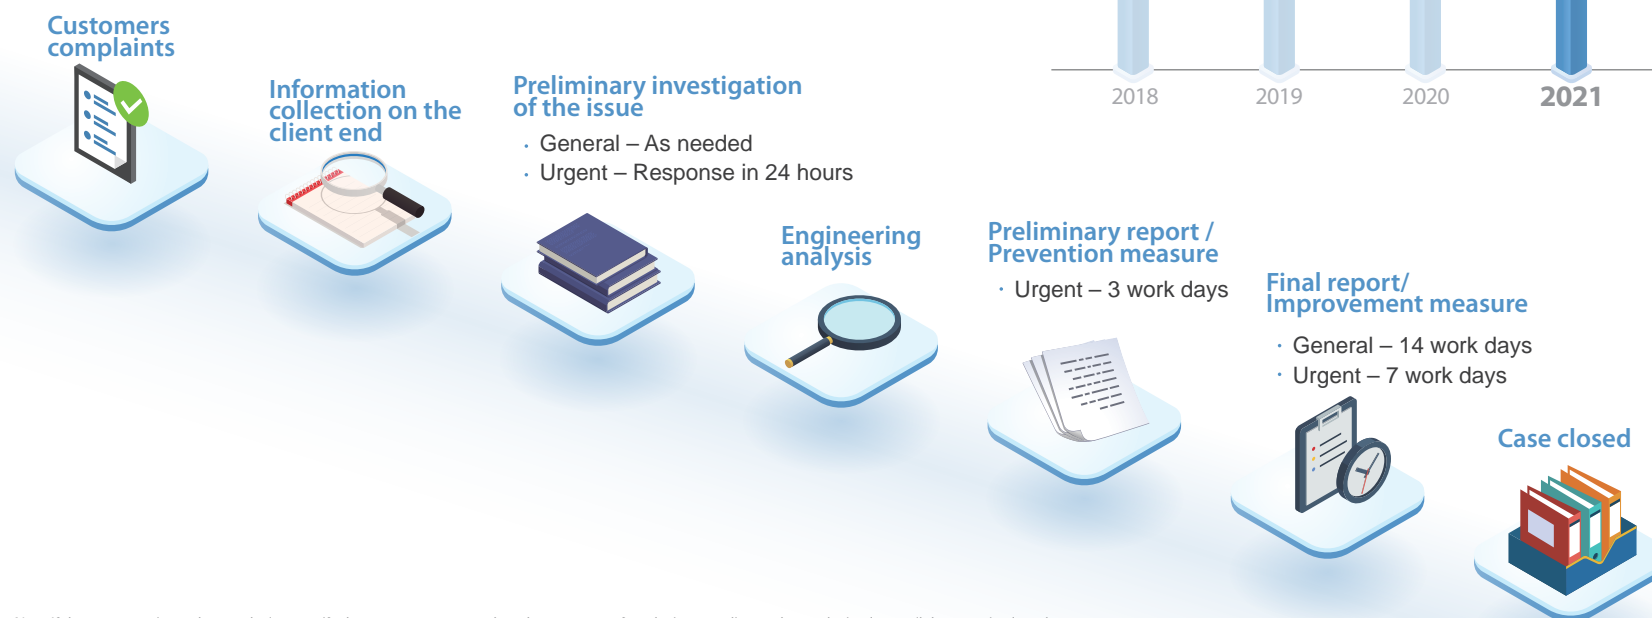 Customers
complaints
Information
collection on the
client end
Preliminary investigation
of the issue
· General – As needed
· Urgent – Response in 24 hours
2018 2019 2020 2021
Engineering
analysis
Preliminary report /
Prevention measure
· Urgent – 3 work days
Final report/
Improvement measure
· General – 14 work days
· Urgent – 7 work days
Case closed